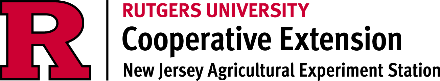 R
RUTGERS UNIVERSITY
Cooperative Extension
New Jersey Agricultural Experiment Station